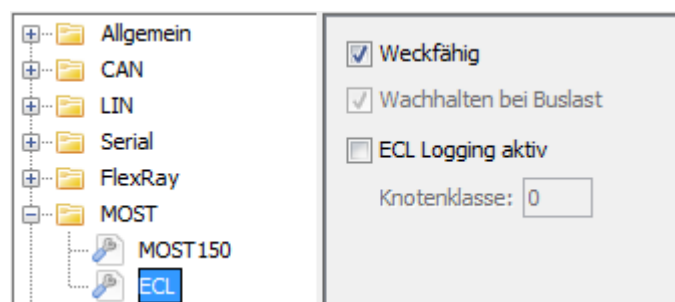 Allgemein
CAN
LIN
Serial
FlexRay
MOST
MOST150
ECL
Weckfähig
Wachhalten bei Buslast
ECL Logging aktiv
Knotenklasse: 0